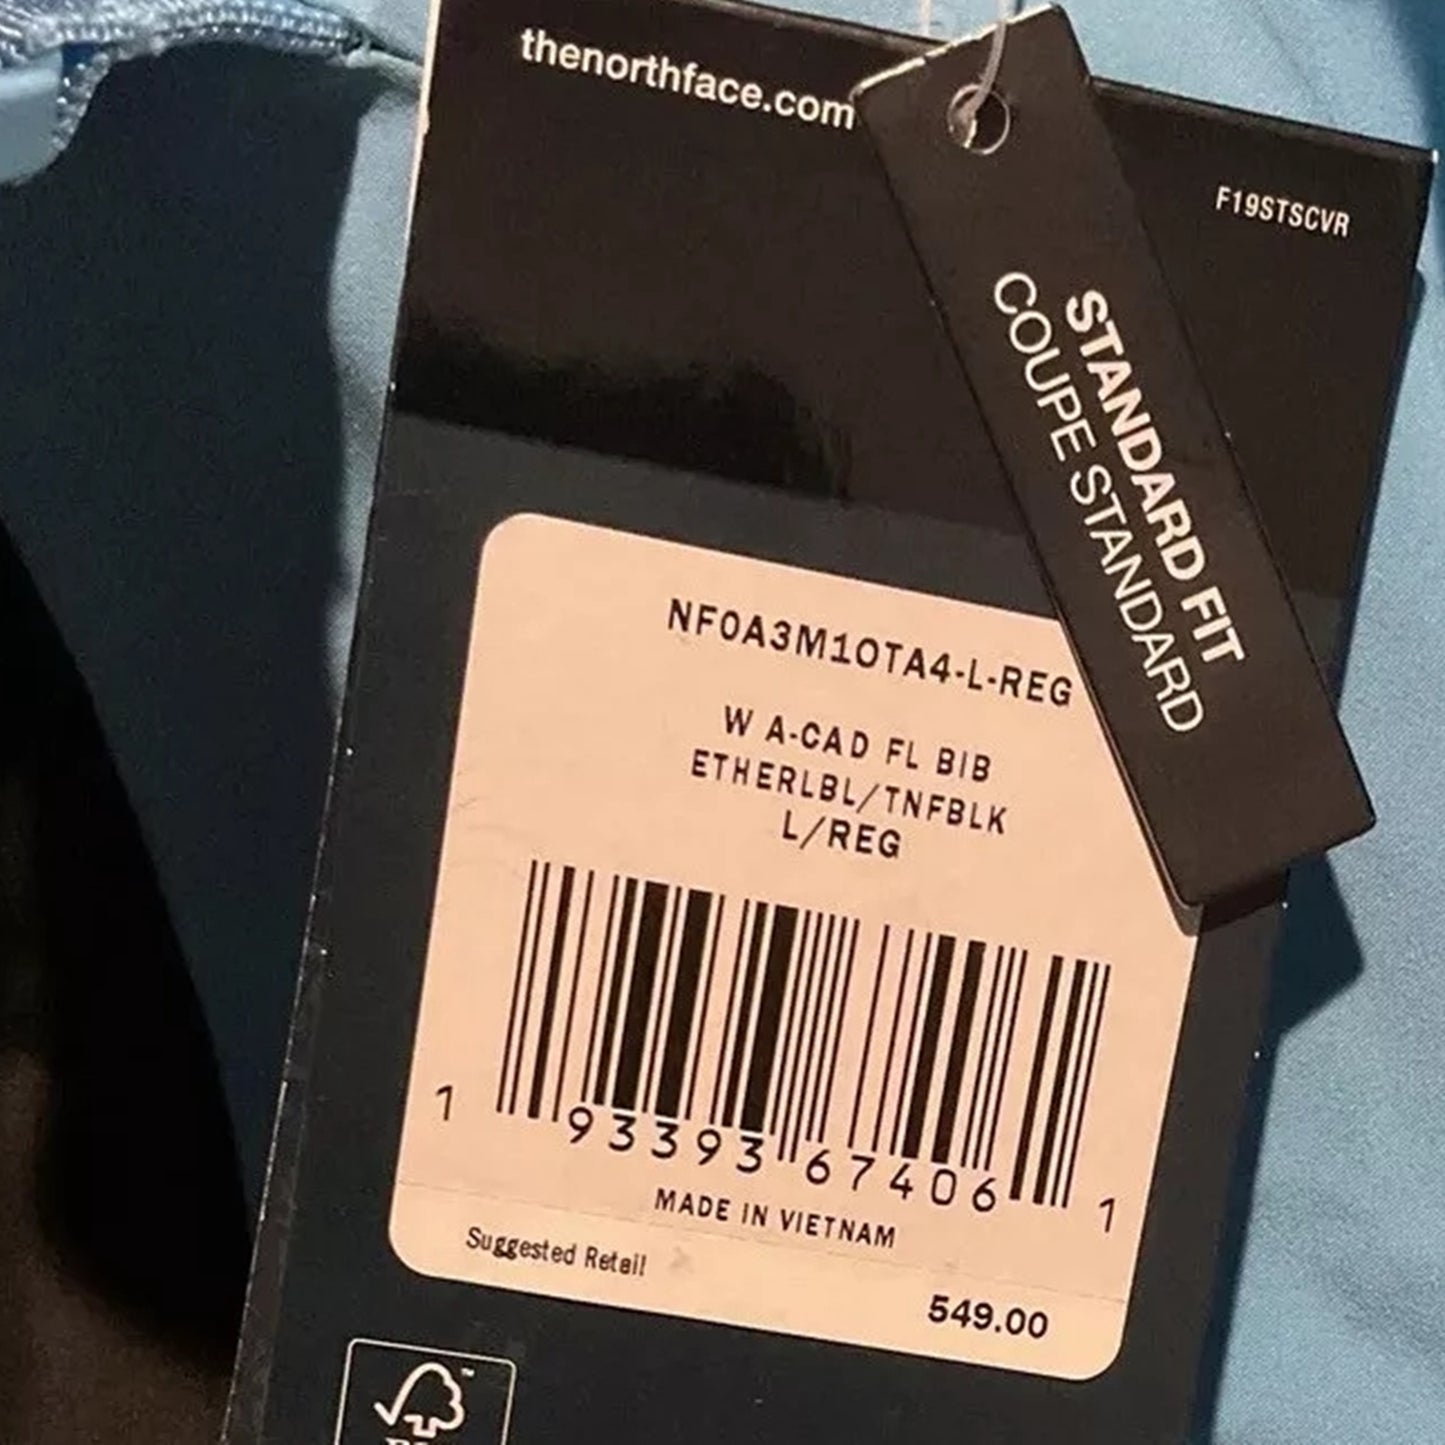 thenorthface.com
F19STSCVR
STANDARD FIT
COUPE STANDARD
NF0A3M1OTA4-L-REG
W A-CAD FL BIB
ETHERLBL/TNFBLK
L/REG
1 93393 67406 1
MADE IN VIETNAM
Suggested Retail
549.00